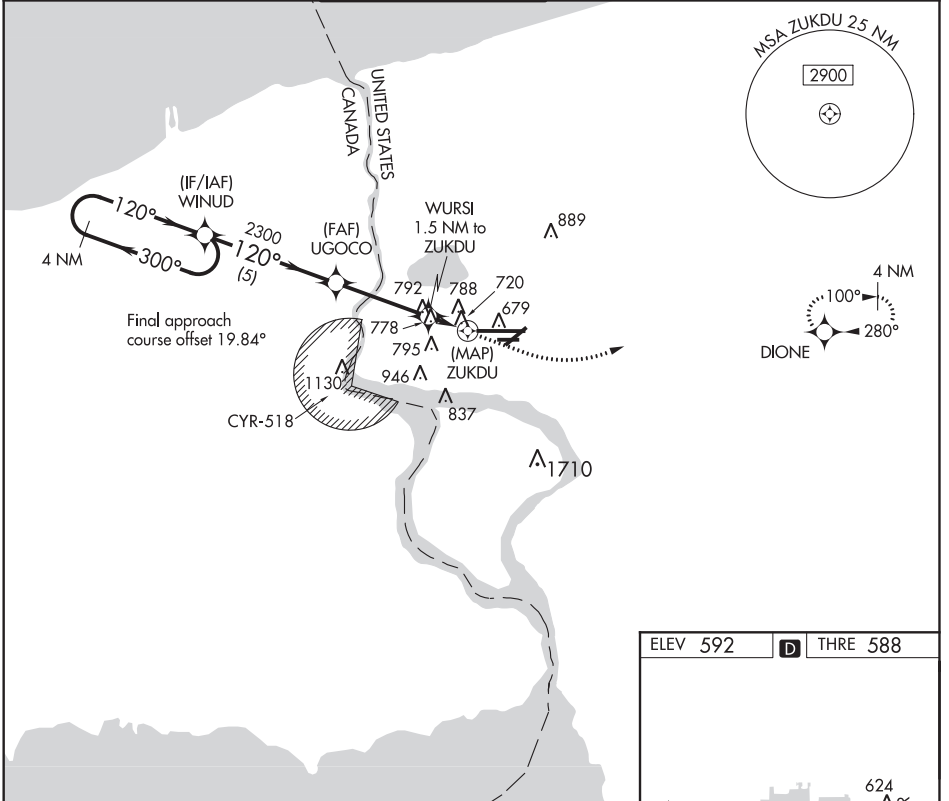 MSA ZUKDU 25 NM
2900
UNITED STATES
CANADA
(IF/IAF)
WINUD
120°
300°
4 NM
2300
120°
(5)
(FAF)
UGOCO
WURSI
1.5 NM to
ZUKDU
889
792
788
720
679
778
795
(MAP)
ZUKDU
946
837
1130
CYR-518
1710
Final approach
course offset 19.84°
4 NM
100°
280°
DIONE
ELEV 592
D
THRE 588
624